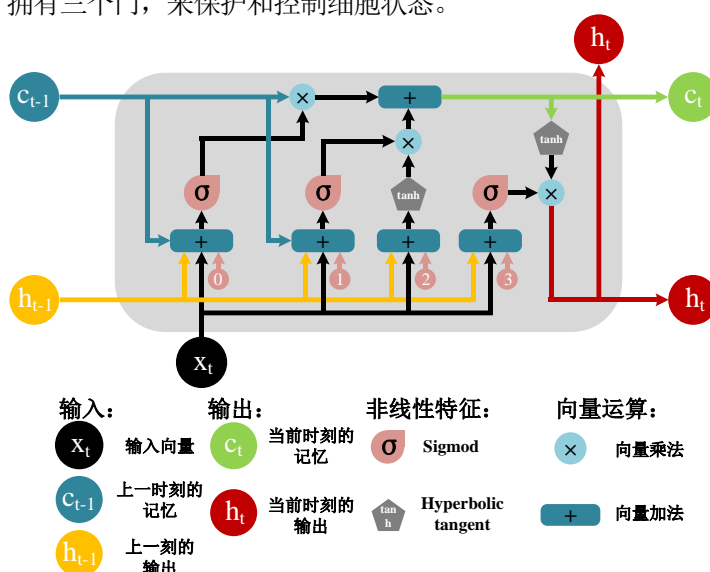 拥有三个门，来保护和控制细胞状态。
hₜ
cₜ₋₁
×
+
cₜ
tanh
×
σ
σ
tanh
σ
×
+
+
+
+
0
1
2
3
hₜ₋₁
hₜ
xₜ
输入：
输出：
非线性特征：
向量运算：
xₜ
输入向量
cₜ
当前时刻的
记忆
σ
Sigmod
×
向量乘法
cₜ₋₁
上一时刻的
记忆
hₜ
当前时刻的
输出
tan
h
Hyperbolic
tangent
+
向量加法
hₜ₋₁
上一刻的
输出